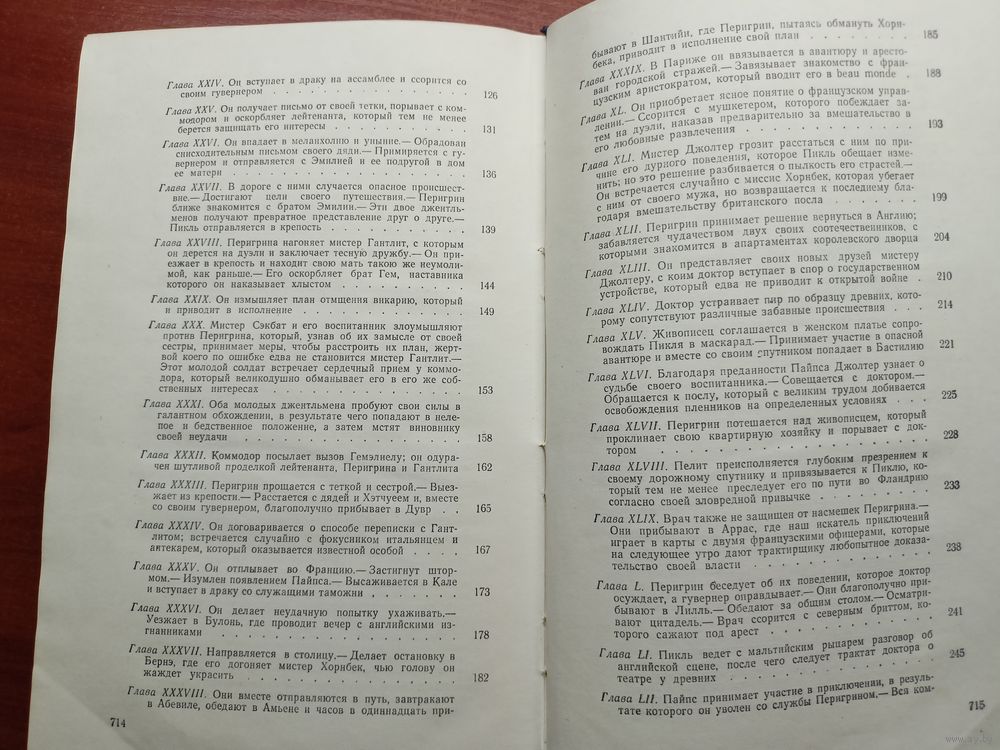 Глава XXIV. Он вступает в драку на ассамблее и ссорится со
своим гувернером . . . . . . . . . . . . . . . 126
Глава XXV. Он получает письмо от своей тетки, порывает с ком-
модором и оскорбляет лейтенанта, который тем не менее
берется защищать его интересы . . . . . . . . . . . 131
Глава XXVI. Он впадает в меланхолию и уныние.— Обрадован
снисходительным письмом своего дяди.— Примиряется с гу-
вернером и отправляется с Эмилией и ее подругой в дом
ее матери . . . . . . . . . . . . . . . . . . 136
Глава XXVII. В дороге с ними случается опасное происшест-
вие.— Достигают цели своего путешествия.— Перигрин
ближе знакомится с братом Эмилии.— Эти двое джентль-
менов получают превратное представление друг о друге.—
Пикль отправляется в крепость . . . . . . . . . . . 139
Глава XXVIII. Перигрина нагоняет мистер Гантлит, с которым
он дерется на дуэли и заключает тесную дружбу.— Он при-
езжает в крепость и находит свою мать такою же неумоли-
мой, как раньше.— Его оскорбляет брат Гем, наставника
которого он наказывает хлыстом . . . . . . . . . . 144
Глава XXIX. Он измышляет план отмщения викарию, который
и приводит в исполнение . . . . . . . . . . . . . 149
Глава XXX. Мистер Сэкбат и его воспитанник злоумышляют
против Перигрина, который, узнав об их замысле от своей
сестры, принимает меры, чтобы расстроить их план, жерт-
вой коего по ошибке едва не становится мистер Гантлит.—
Этот молодой солдат встречает сердечный прием у коммо-
дора, который великодушно обманывает его в его же соб-
ственных интересах . . . . . . . . . . . . . . . 153
Глава XXXI. Оба молодых джентльмена пробуют свои силы в
галантном обхождении, в результате чего попадают в неле-
пое и бедственное положение, а затем мстят виновнику
своей неудачи . . . . . . . . . . . . . . . . . 158
Глава XXXII. Коммодор посылает вызов Гемэлиелу; он одура-
чен шутливой проделкой лейтенанта, Перигрина и Гантлита 162
Глава XXXIII. Перигрин прощается с теткой и сестрой.— Выез-
жает из крепости.— Расстается с дядей и Хэтчуеем и, вместе
со своим гувернером, благополучно прибывает в Дувр . . 165
Глава XXXIV. Он договаривается о способе переписки с Гант-
литом; встречается случайно с фокусником итальянцем и
аптекарем, который оказывается известной особой . . . . 167
Глава XXXV. Он отплывает во Францию.— Застигнут штор-
мом.— Изумлен появлением Пайпса.— Высаживается в Кале
и вступает в драку со служащими таможни . . . . . . . 173
Глава XXXVI. Он делает неудачную попытку ухаживать.—
Уезжает в Булонь, где проводит вечер с английскими из-
гнанниками . . . . . . . . . . . . . . . . . . 178
Глава XXXVII. Направляется в столицу.— Делает остановку в
Бернэ, где его догоняет мистер Хорнбек, чью голову он
жаждет украсить . . . . . . . . . . . . . . . . 182
Глава XXXVIII. Они вместе отправляются в путь, завтракают
в Абевиле, обедают в Амьене и часов в одиннадцать при-
714
бывают в Шантийи, где Перигрин, пытаясь обмануть Хорн-
бека, приводит в исполнение свой план . . . . . . . . 185
Глава XXXIX. В Париже он ввязывается в авантюру и аресто-
ван городской стражей.— Завязывает знакомство с фран-
цузским аристократом, который вводит его в beau monde . 188
Глава XL. Он приобретает ясное понятие о французском управ-
лении.— Ссорится с мушкетером, которого побеждает за-
тем на дуэли, наказав предварительно за вмешательство в
его любовные развлечения . . . . . . . . . . . . . 193
Глава XLI. Мистер Джолтер грозит расстаться с ним по при-
чине его дурного поведения, которое Пикль обещает изме-
нить; но это решение разбивается о пылкость его страстей.—
Он встречается случайно с миссис Хорнбек, которая убегает
с ним от своего мужа, но возвращается к последнему бла-
годаря вмешательству британского посла . . . . . . . 199
Глава XLII. Перигрин принимает решение вернуться в Англию;
забавляется чудачеством двух своих соотечественников, с
которыми знакомится в апартаментах королевского дворца 204
Глава XLIII. Он представляет своих новых друзей мистеру
Джолтеру, с коим доктор вступает в спор о государственном
устройстве, который едва не приводит к открытой войне . 210
Глава XLIV. Доктор устраивает пир по образцу древних, кото-
рому сопутствуют различные забавные происшествия . . . 214
Глава XLV. Живописец соглашается в женском платье сопро-
вождать Пикля в маскарад.— Принимает участие в опасной
авантюре и вместе со своим спутником попадает в Бастилию 221
Глава XLVI. Благодаря преданности Пайпса Джолтер узнает о
судьбе своего воспитанника.— Совещается с доктором.—
Обращается к послу, который с великим трудом добивается
освобождения пленников на определенных условиях . . . 225
Глава XLVII. Перигрин потешается над живописцем, который
проклинает свою квартирную хозяйку и порывает с док-
тором . . . . . . . . . . . . . . . . . . . . 228
Глава XLVIII. Пелит преисполняется глубоким презрением к
своему дорожному спутнику и привязывается к Пиклю, ко-
торый тем не менее преследует его по пути во Фландрию
согласно своей зловредной привычке . . . . . . . . . 233
Глава XLIX. Врач также не защищен от насмешек Перигрина.—
Они прибывают в Аррас, где наш искатель приключений
играет в карты с двумя французскими офицерами, которые
на следующее утро дают трактирщику любопытное доказа-
тельство своей власти . . . . . . . . . . . . . . 238
Глава L. Перигрин беседует об их поведении, которое доктор
осуждает, а гувернер оправдывает.— Они благополучно при-
бывают в Лилль.— Обедают за общим столом.— Осматри-
вают цитадель.— Врач ссорится с северным бриттом, ко-
торого сажают под арест . . . . . . . . . . . . . 241
Глава LI. Пикль ведет с мальтийским рыцарем разговор об
английской сцене, после чего следует трактат доктора о
театре у древних . . . . . . . . . . . . . . . . 245
Глава LII. Пайпс принимает участие в приключении, в резуль-
тате которого он уволен со службы Перигрином.— Вся ком-
715